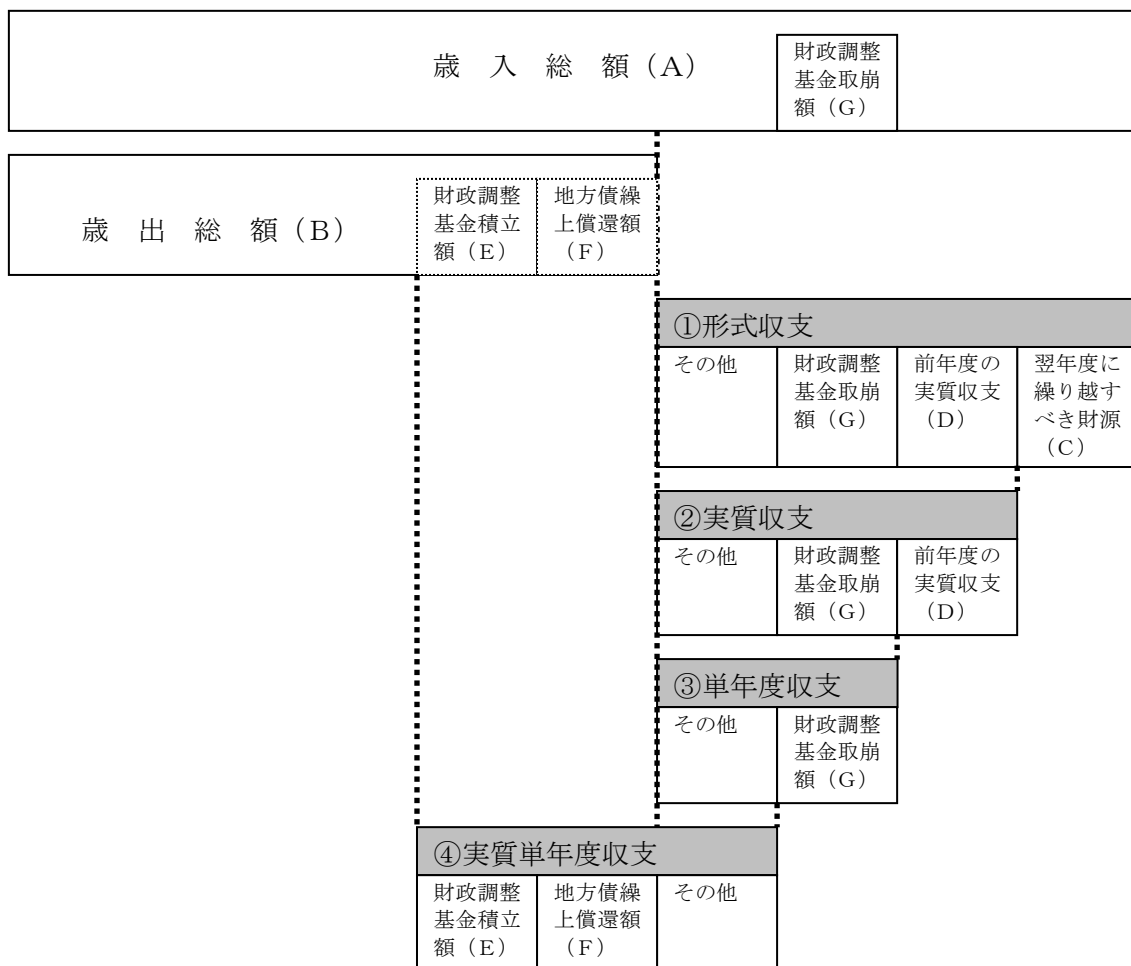 歳　入　総　額（A）
財政調整
基金取崩
額（G）
歳　出　総　額（B）
財政調整
基金積立
額（E）
地方債繰
上償還額
（F）
①形式収支
その他
財政調整
基金取崩
額（G）
前年度の
実質収支
（D）
翌年度に
繰り越す
べき財源
（C）
②実質収支
その他
財政調整
基金取崩
額（G）
前年度の
実質収支
（D）
③単年度収支
その他
財政調整
基金取崩
額（G）
④実質単年度収支
財政調整
基金積立
額（E）
地方債繰
上償還額
（F）
その他